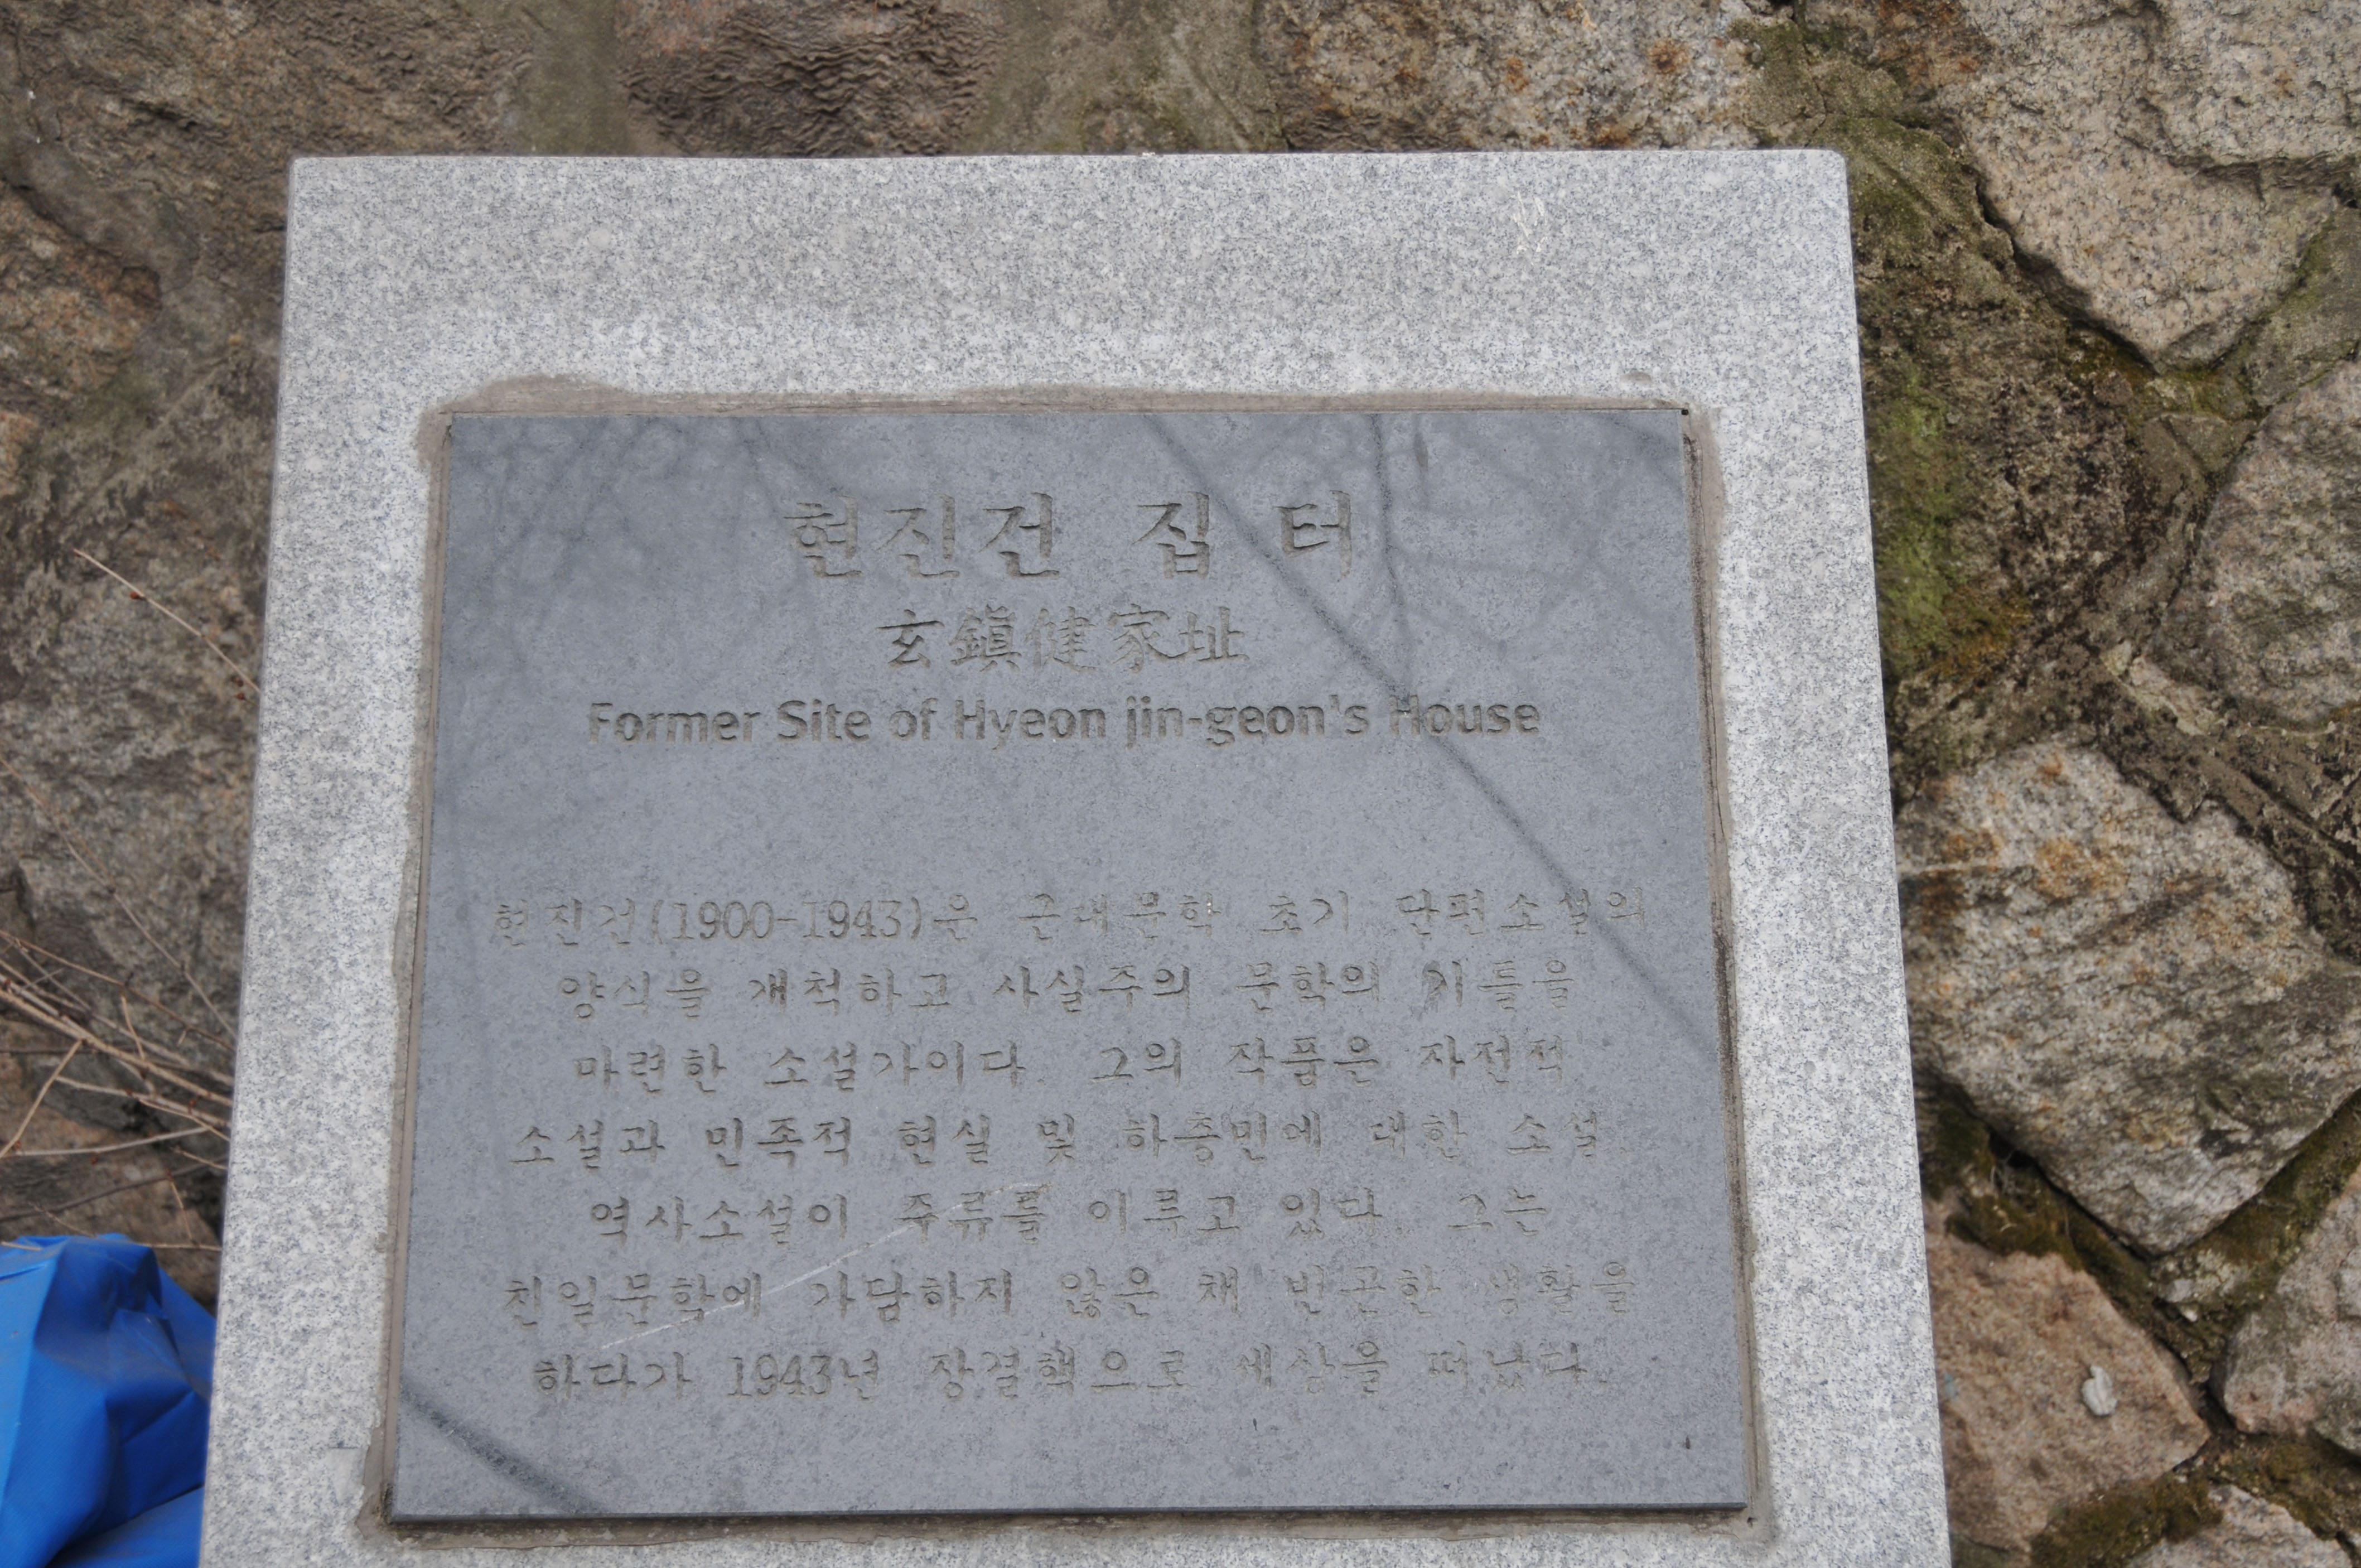 현진건 집 터
玄鎭健家址
Former Site of Hyeon jin-geon's House
현진건(1900-1943)은 근대문학 초기 단편소설의
양식을 개척하고 사실주의 문학의 기틀을
마련한 소설가이다. 그의 작품은 자전적
소설과 민족적 현실 및 하층민에 대한 소설,
역사소설이 주류를 이루고 있다. 그는
친일문학에 가담하지 않은 채 빈곤한 생활을
하다가 1943년 장결핵으로 세상을 떠났다.